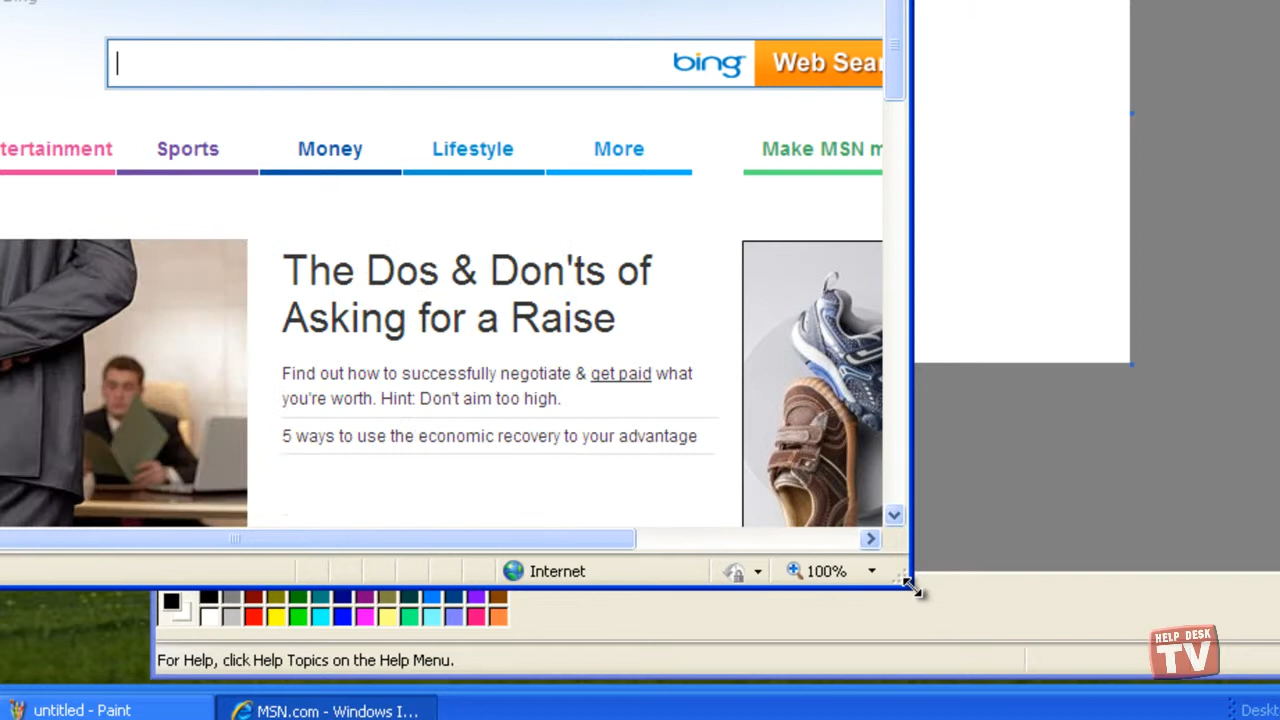 Bing
bing
Web Sear
tertainment
Sports
Money
Lifestyle
More
Make MSN m
The Dos & Don'ts of
Asking for a Raise
Find out how to successfully negotiate & get paid what
you're worth. Hint: Don't aim too high.
5 ways to use the economic recovery to your advantage
Internet
100%
For Help, click Help Topics on the Help Menu.
HELP DESK
TV
untitled - Paint
MSN.com - Windows I...
Deskt